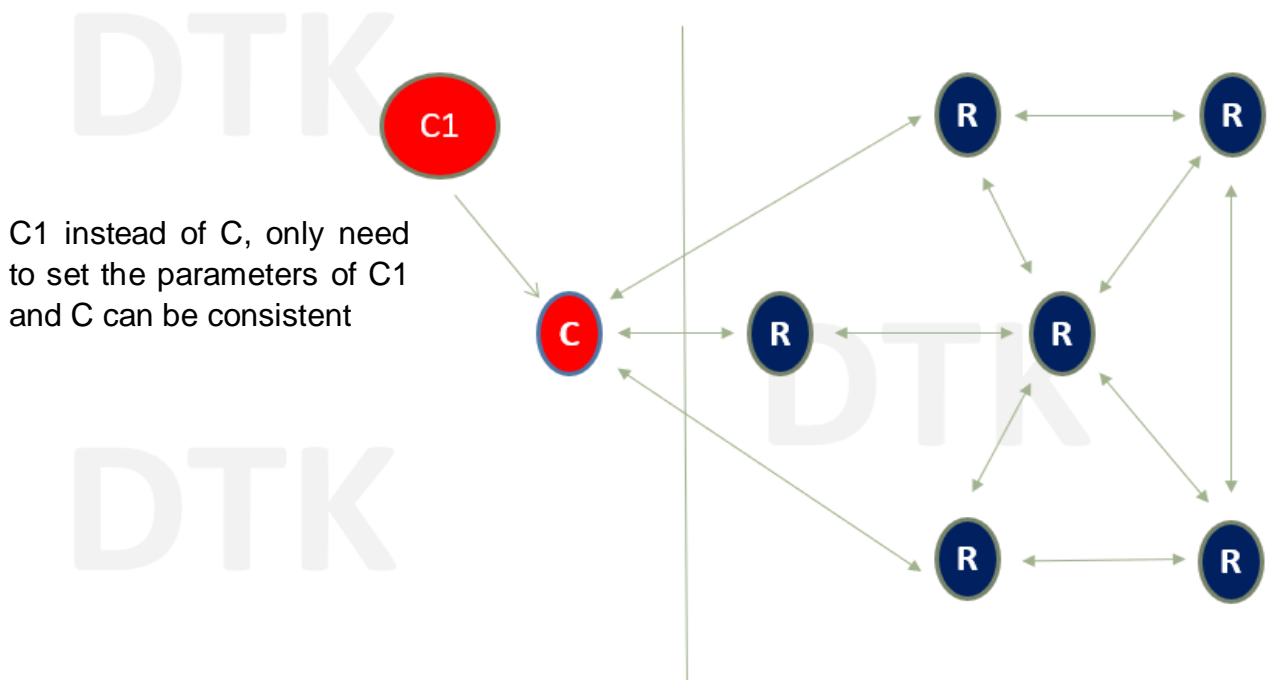 DTK
C1
R
R
C1 instead of C, only need
to set the parameters of C1
and C can be consistent
C
R
R
DTK
DTK
R
R